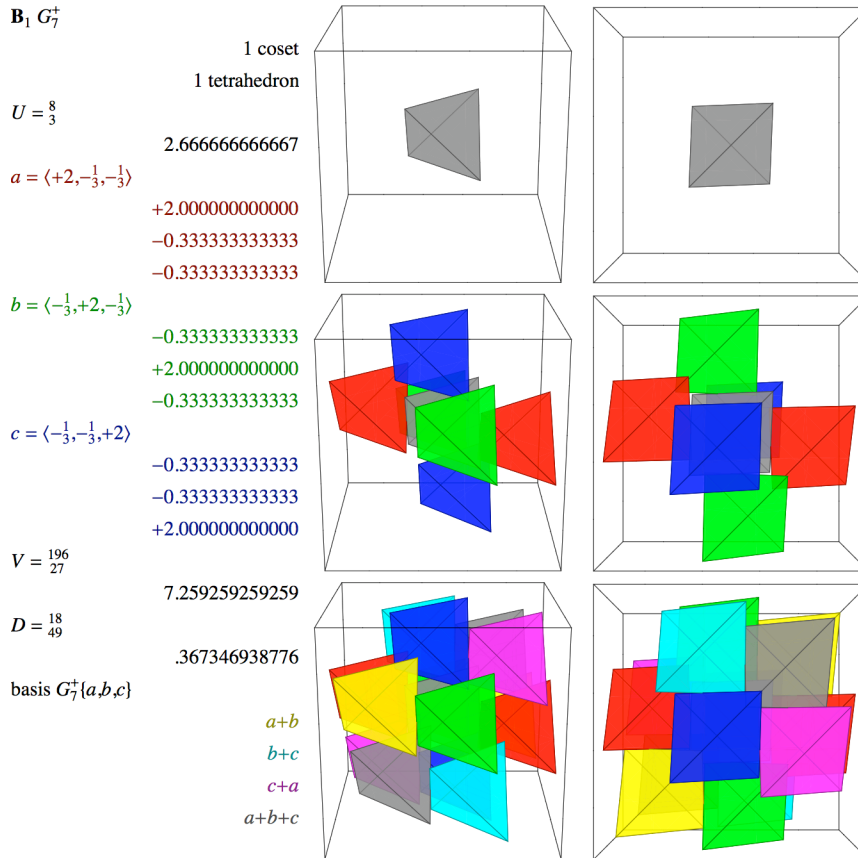 B₁ G₇⁺
1 coset
1 tetrahedron
U = 8/3
2.666666666667
a = ⟨+2,−1/3,−1/3⟩
+2.000000000000
−0.333333333333
−0.333333333333
b = ⟨−1/3,+2,−1/3⟩
−0.333333333333
+2.000000000000
−0.333333333333
c = ⟨−1/3,−1/3,+2⟩
−0.333333333333
−0.333333333333
+2.000000000000
V = 196/27
7.259259259259
D = 18/49
.367346938776
basis G₇⁺{a,b,c}
a+b
b+c
c+a
a+b+c